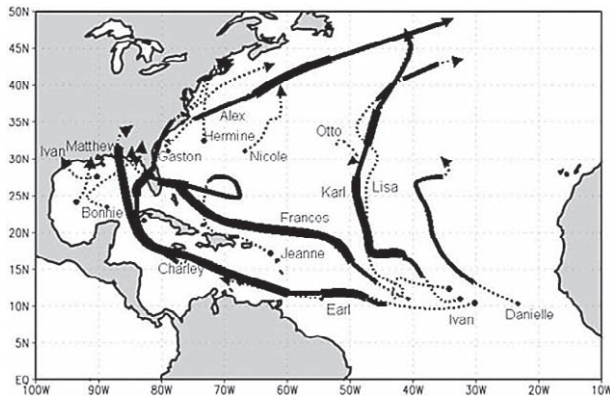 50N
45N
40N
35N
30N
25N
20N
15N
10N
5N
EQ
Alex
Hermine
Matthew
Ivan
Gaston
Nicole
Otto
Karl
Lisa
Bonnie
Frances
Jeanne
Charley
Earl
Ivan
Danielle
100W 90W 80W 70W 60W 50W 40W 30W 20W 10W